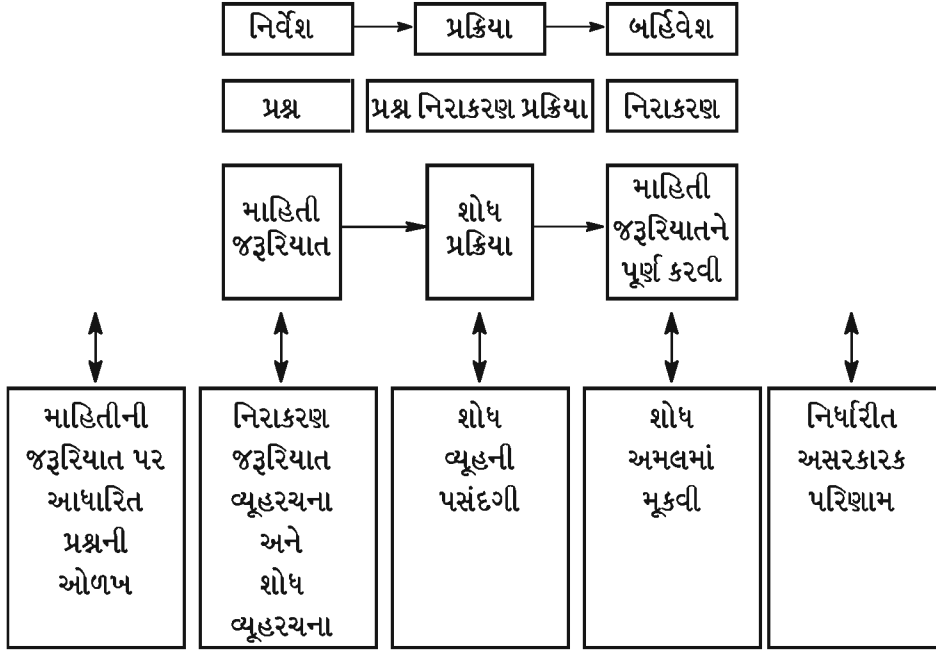 નિર્વેશ પ્રક્રિયા બર્હિવેશ
પ્રશ્ન પ્રશ્ન નિરાકરણ પ્રક્રિયા નિરાકરણ
માહિતી
જરૂરિયાત
શોધ
પ્રક્રિયા
માહિતી
જરૂરિયાતને
પૂર્ણ કરવી
માહિતીની
જરૂરિયાત પર
આધારિત
પ્રશ્નની
ઓળખ
નિરાકરણ
જરૂરિયાત
વ્યૂહરચના
અને
શોધ
વ્યૂહરચના
શોધ
વ્યૂહની
પસંદગી
શોધ
અમલમાં
મૂકવી
નિર્ધારીત
અસરકારક
પરિણામ